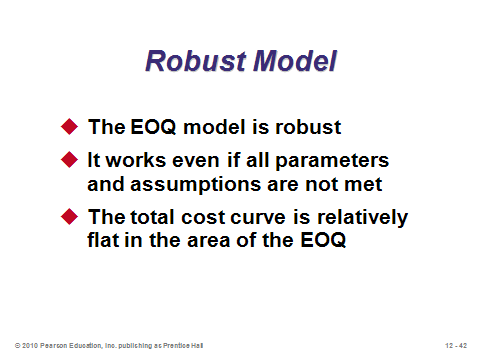 Robust Model
The EOQ model is robust
It works even if all parameters
and assumptions are not met
The total cost curve is relatively
flat in the area of the EOQ
© 2010 Pearson Education, Inc. publishing as Prentice Hall
12 - 42